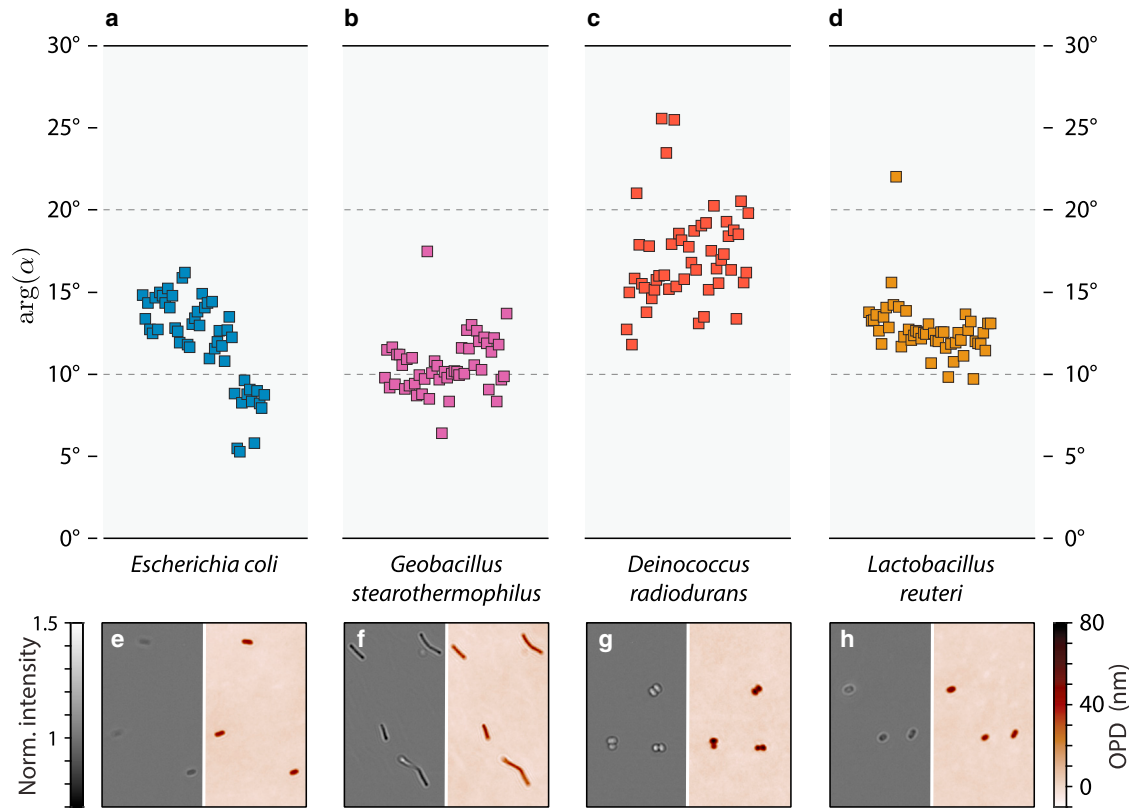 a b c d
30° 30°
25° 25°
20° 20°
15° 15°
10° 10°
5° 5°
0° 0°
arg(α)
Escherichia coli
Geobacillus
stearothermophilus
Deinococcus
radiodurans
Lactobacillus
reuteri
1.5
1
Norm. intensity
e f g h
80
40
0
OPD (nm)